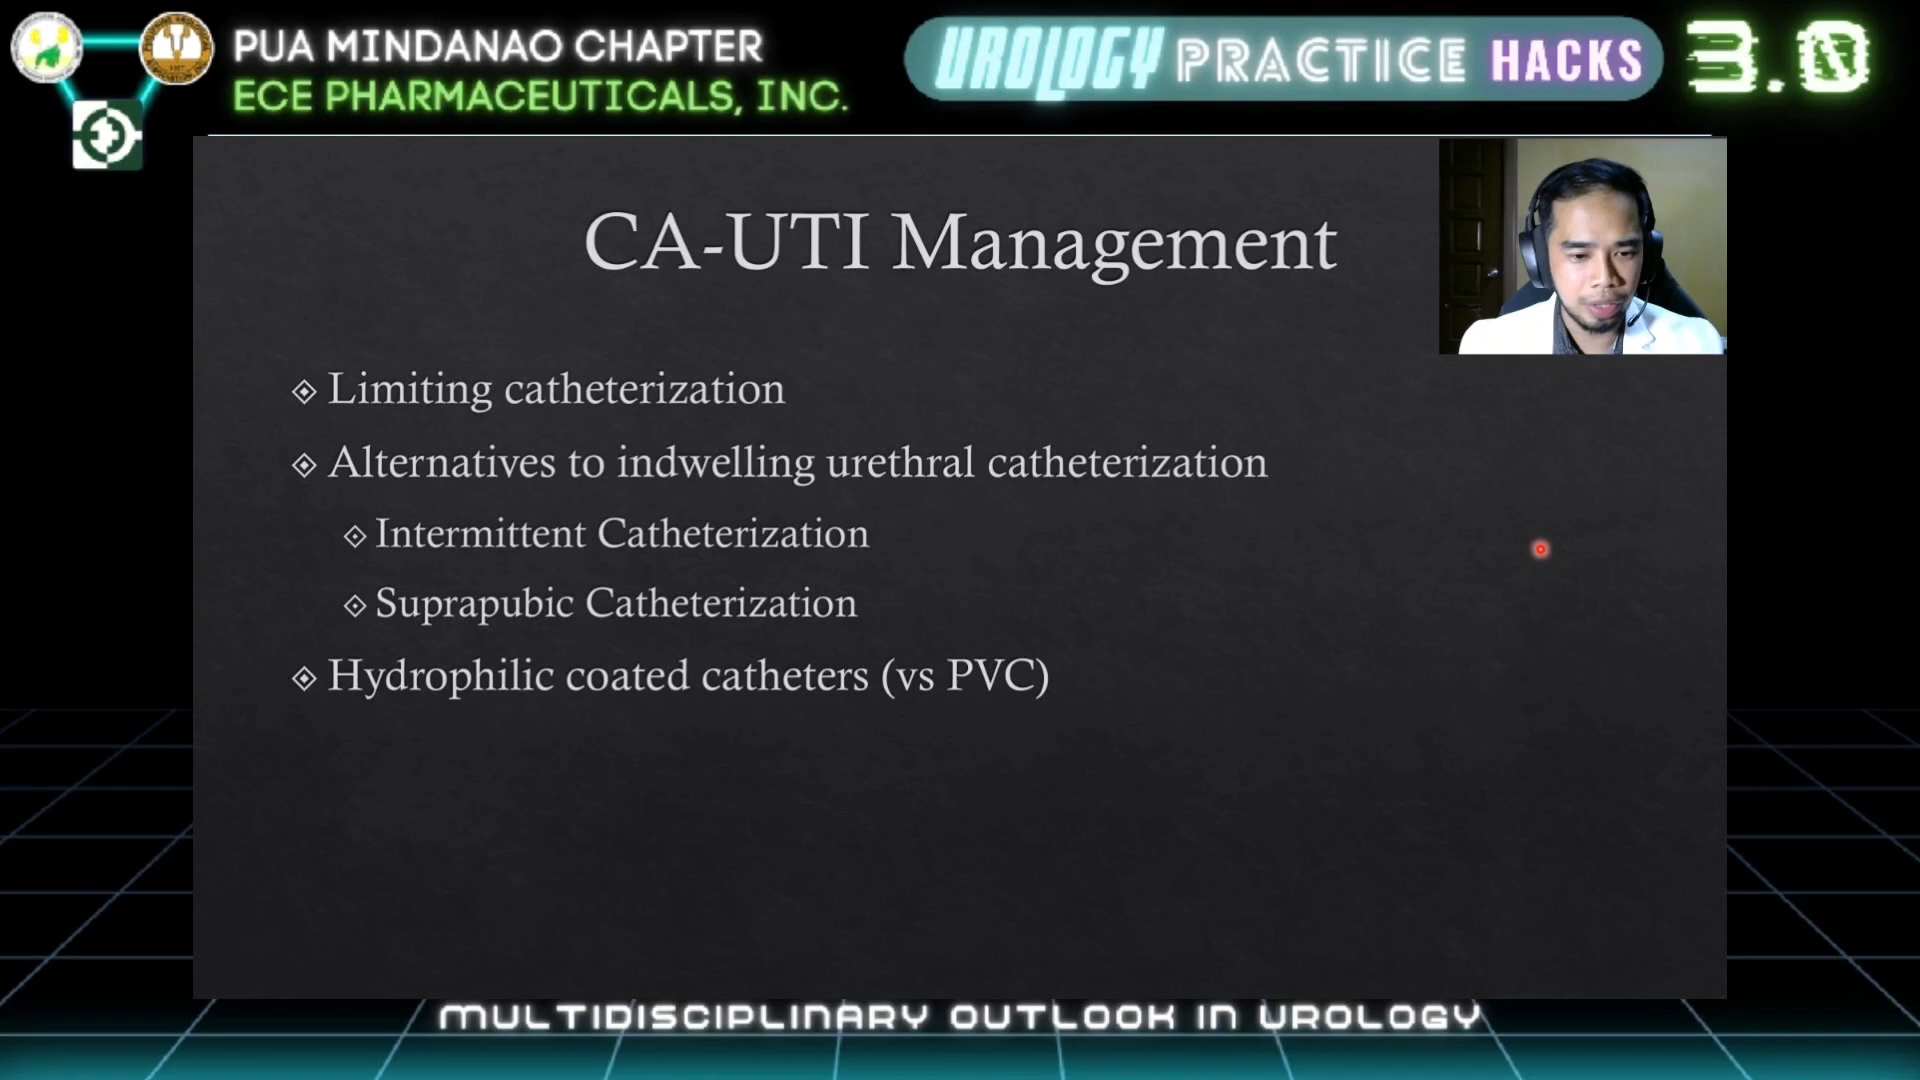 PUA MINDANAO CHAPTER
ECE PHARMACEUTICALS, INC.
UROLOGY PRACTICE HACKS 3.0
CA-UTI Management
Limiting catheterization
Alternatives to indwelling urethral catheterization
Intermittent Catheterization
Suprapubic Catheterization
Hydrophilic coated catheters (vs PVC)
MULTIDISCIPLINARY OUTLOOK IN UROLOGY